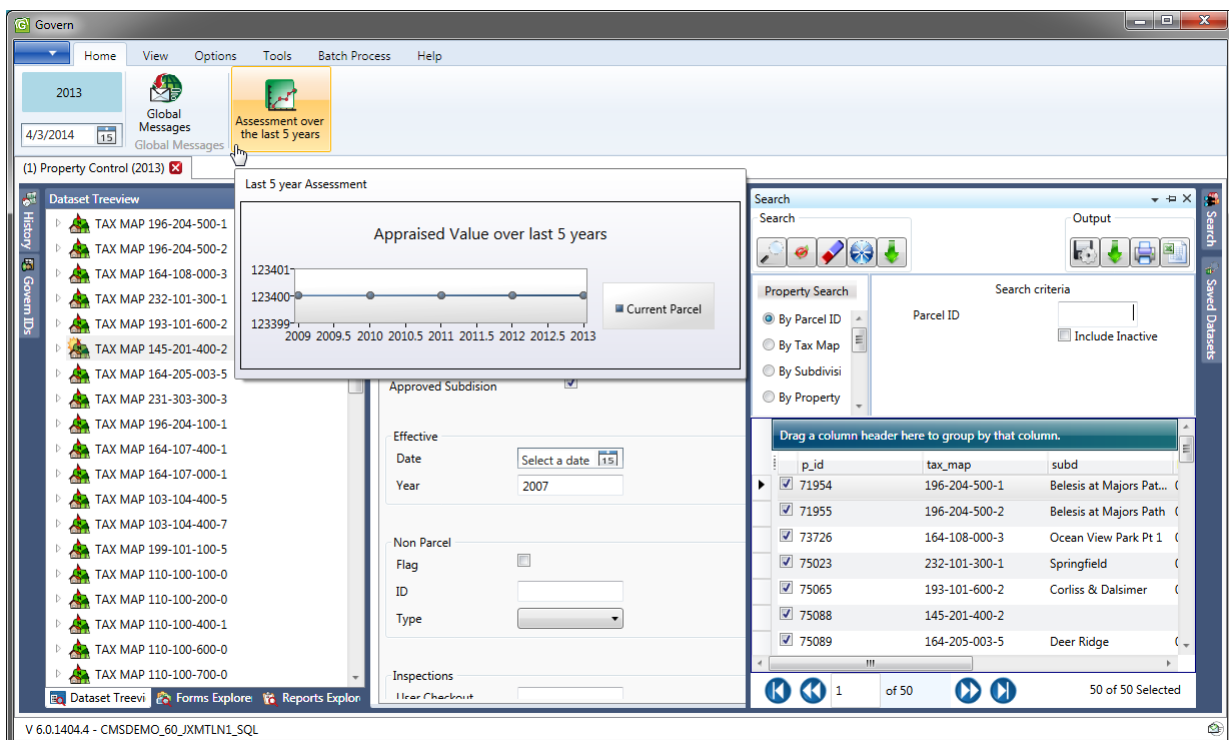 Govern
Home View Options Tools Batch Process Help
2013
4/3/2014 15
Global
Messages
Global Messages
Assessment over
the last 5 years
(1) Property Control (2013)
History
Govern IDs
Dataset Treeview
TAX MAP 196-204-500-1
TAX MAP 196-204-500-2
TAX MAP 164-108-000-3
TAX MAP 232-101-300-1
TAX MAP 193-101-600-2
TAX MAP 145-201-400-2
TAX MAP 164-205-003-5
TAX MAP 231-303-300-3
TAX MAP 196-204-100-1
TAX MAP 164-107-400-1
TAX MAP 164-107-000-1
TAX MAP 103-104-400-5
TAX MAP 103-104-400-7
TAX MAP 199-101-100-5
TAX MAP 110-100-100-0
TAX MAP 110-100-200-0
TAX MAP 110-100-400-1
TAX MAP 110-100-600-0
TAX MAP 110-100-700-0
Dataset Treevi Forms Explore Reports Explor
Last 5 year Assessment
Appraised Value over last 5 years
123401
123400
123399
2009 2009.5 2010 2010.5 2011 2011.5 2012 2012.5 2013
Current Parcel
Approved Subdision
Effective
Date Select a date 15
Year 2007
Non Parcel
Flag
ID
Type
Inspections
User Checkout
Search
Search
Output
Property Search
By Parcel ID
By Tax Map
By Subdivisi
By Property
Search criteria
Parcel ID
Include Inactive
Drag a column header here to group by that column.
p_id tax_map subd
71954 196-204-500-1 Belesis at Majors Pat...
71955 196-204-500-2 Belesis at Majors Path
73726 164-108-000-3 Ocean View Park Pt 1
75023 232-101-300-1 Springfield
75065 193-101-600-2 Corliss & Dalsimer
75088 145-201-400-2
75089 164-205-003-5 Deer Ridge
1 of 50
50 of 50 Selected
Search
Saved Datasets
V 6.0.1404.4 - CMSDEMO_60_JXMTLN1_SQL